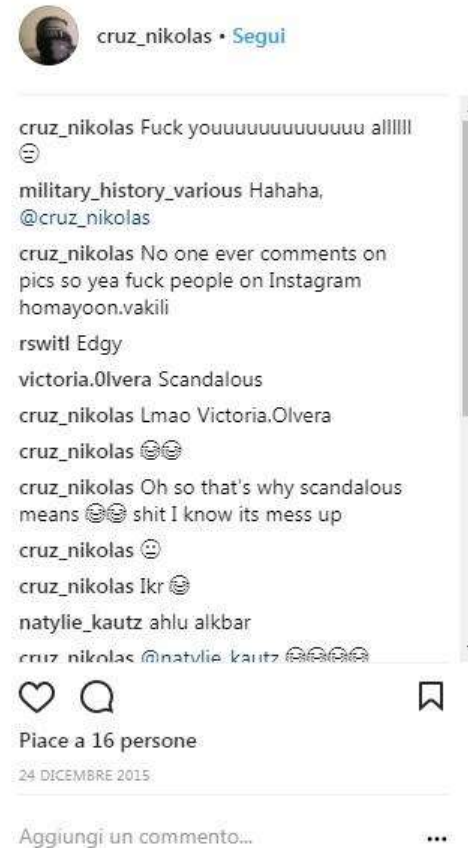 cruz_nikolas • Segui
cruz_nikolas Fuck youuuuuuuuuuuuu allllll
😑
military_history_various Hahaha,
@cruz_nikolas
cruz_nikolas No one ever comments on
pics so yea fuck people on Instagram
homayoon.vakili
rswitl Edgy
victoria.0lvera Scandalous
cruz_nikolas Lmao Victoria.Olvera
cruz_nikolas 😂😂
cruz_nikolas Oh so that's why scandalous
means 😂😂 shit I know its mess up
cruz_nikolas 😐
cruz_nikolas Ikr 😂
natylie_kautz ahlu alkbar
cruz_nikolas @natylie_kautz 😂😂😂😂
Piace a 16 persone
24 DICEMBRE 2015
Aggiungi un commento...